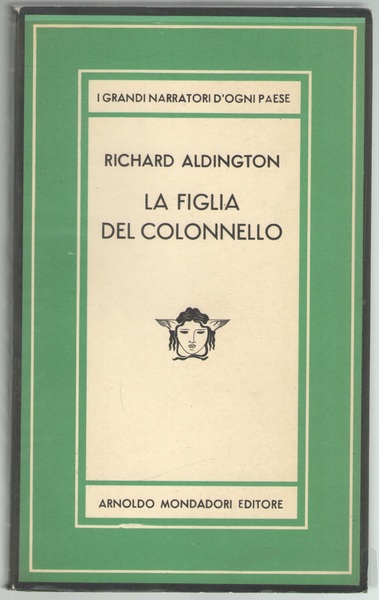 I GRANDI NARRATORI D'OGNI PAESE
RICHARD ALDINGTON
LA FIGLIA
DEL COLONNELLO
ARNOLDO MONDADORI EDITORE